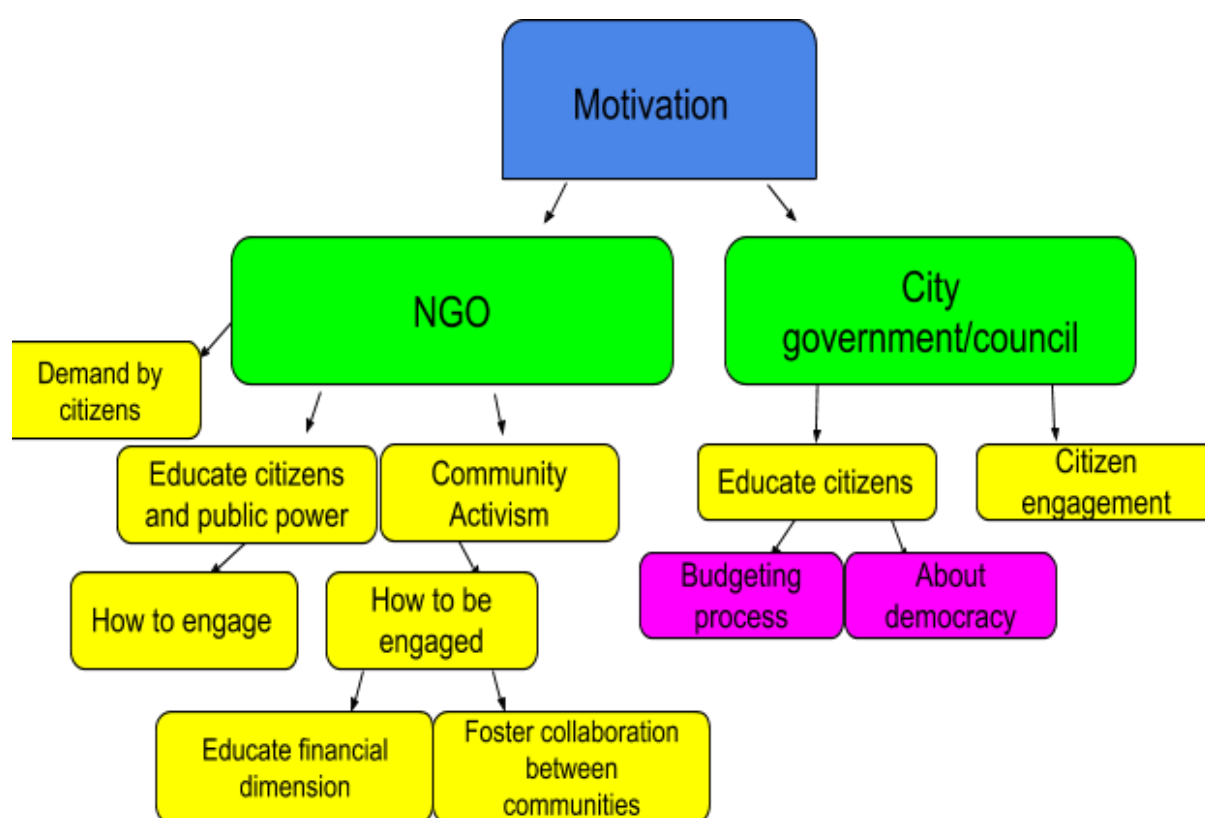 Motivation
NGO
City
government/council
Demand by
citizens
Educate citizens
and public power
Community
Activism
Educate citizens
Citizen
engagement
How to engage
How to be
engaged
Budgeting
process
About
democracy
Educate financial
dimension
Foster collaboration
between
communities